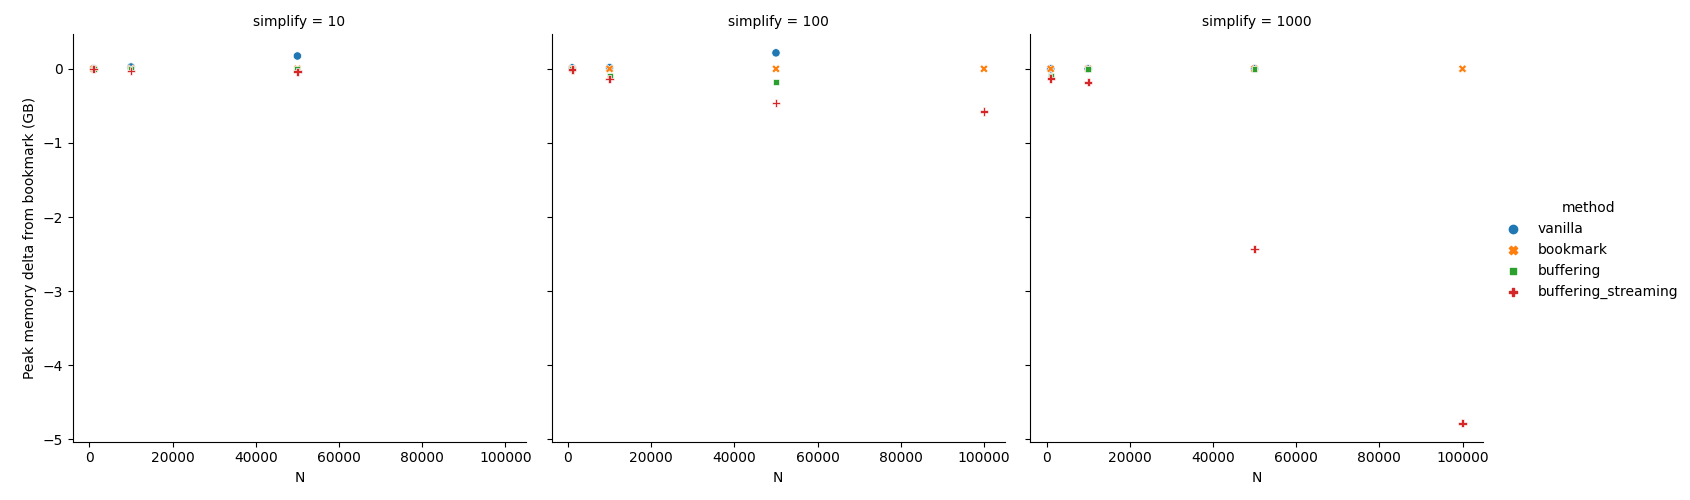 simplify = 10
simplify = 100
simplify = 1000
Peak memory delta from bookmark (GB)
0
−1
−2
−3
−4
−5
0 20000 40000 60000 80000 100000
N
0 20000 40000 60000 80000 100000
N
0 20000 40000 60000 80000 100000
N
method
vanilla
bookmark
buffering
buffering_streaming